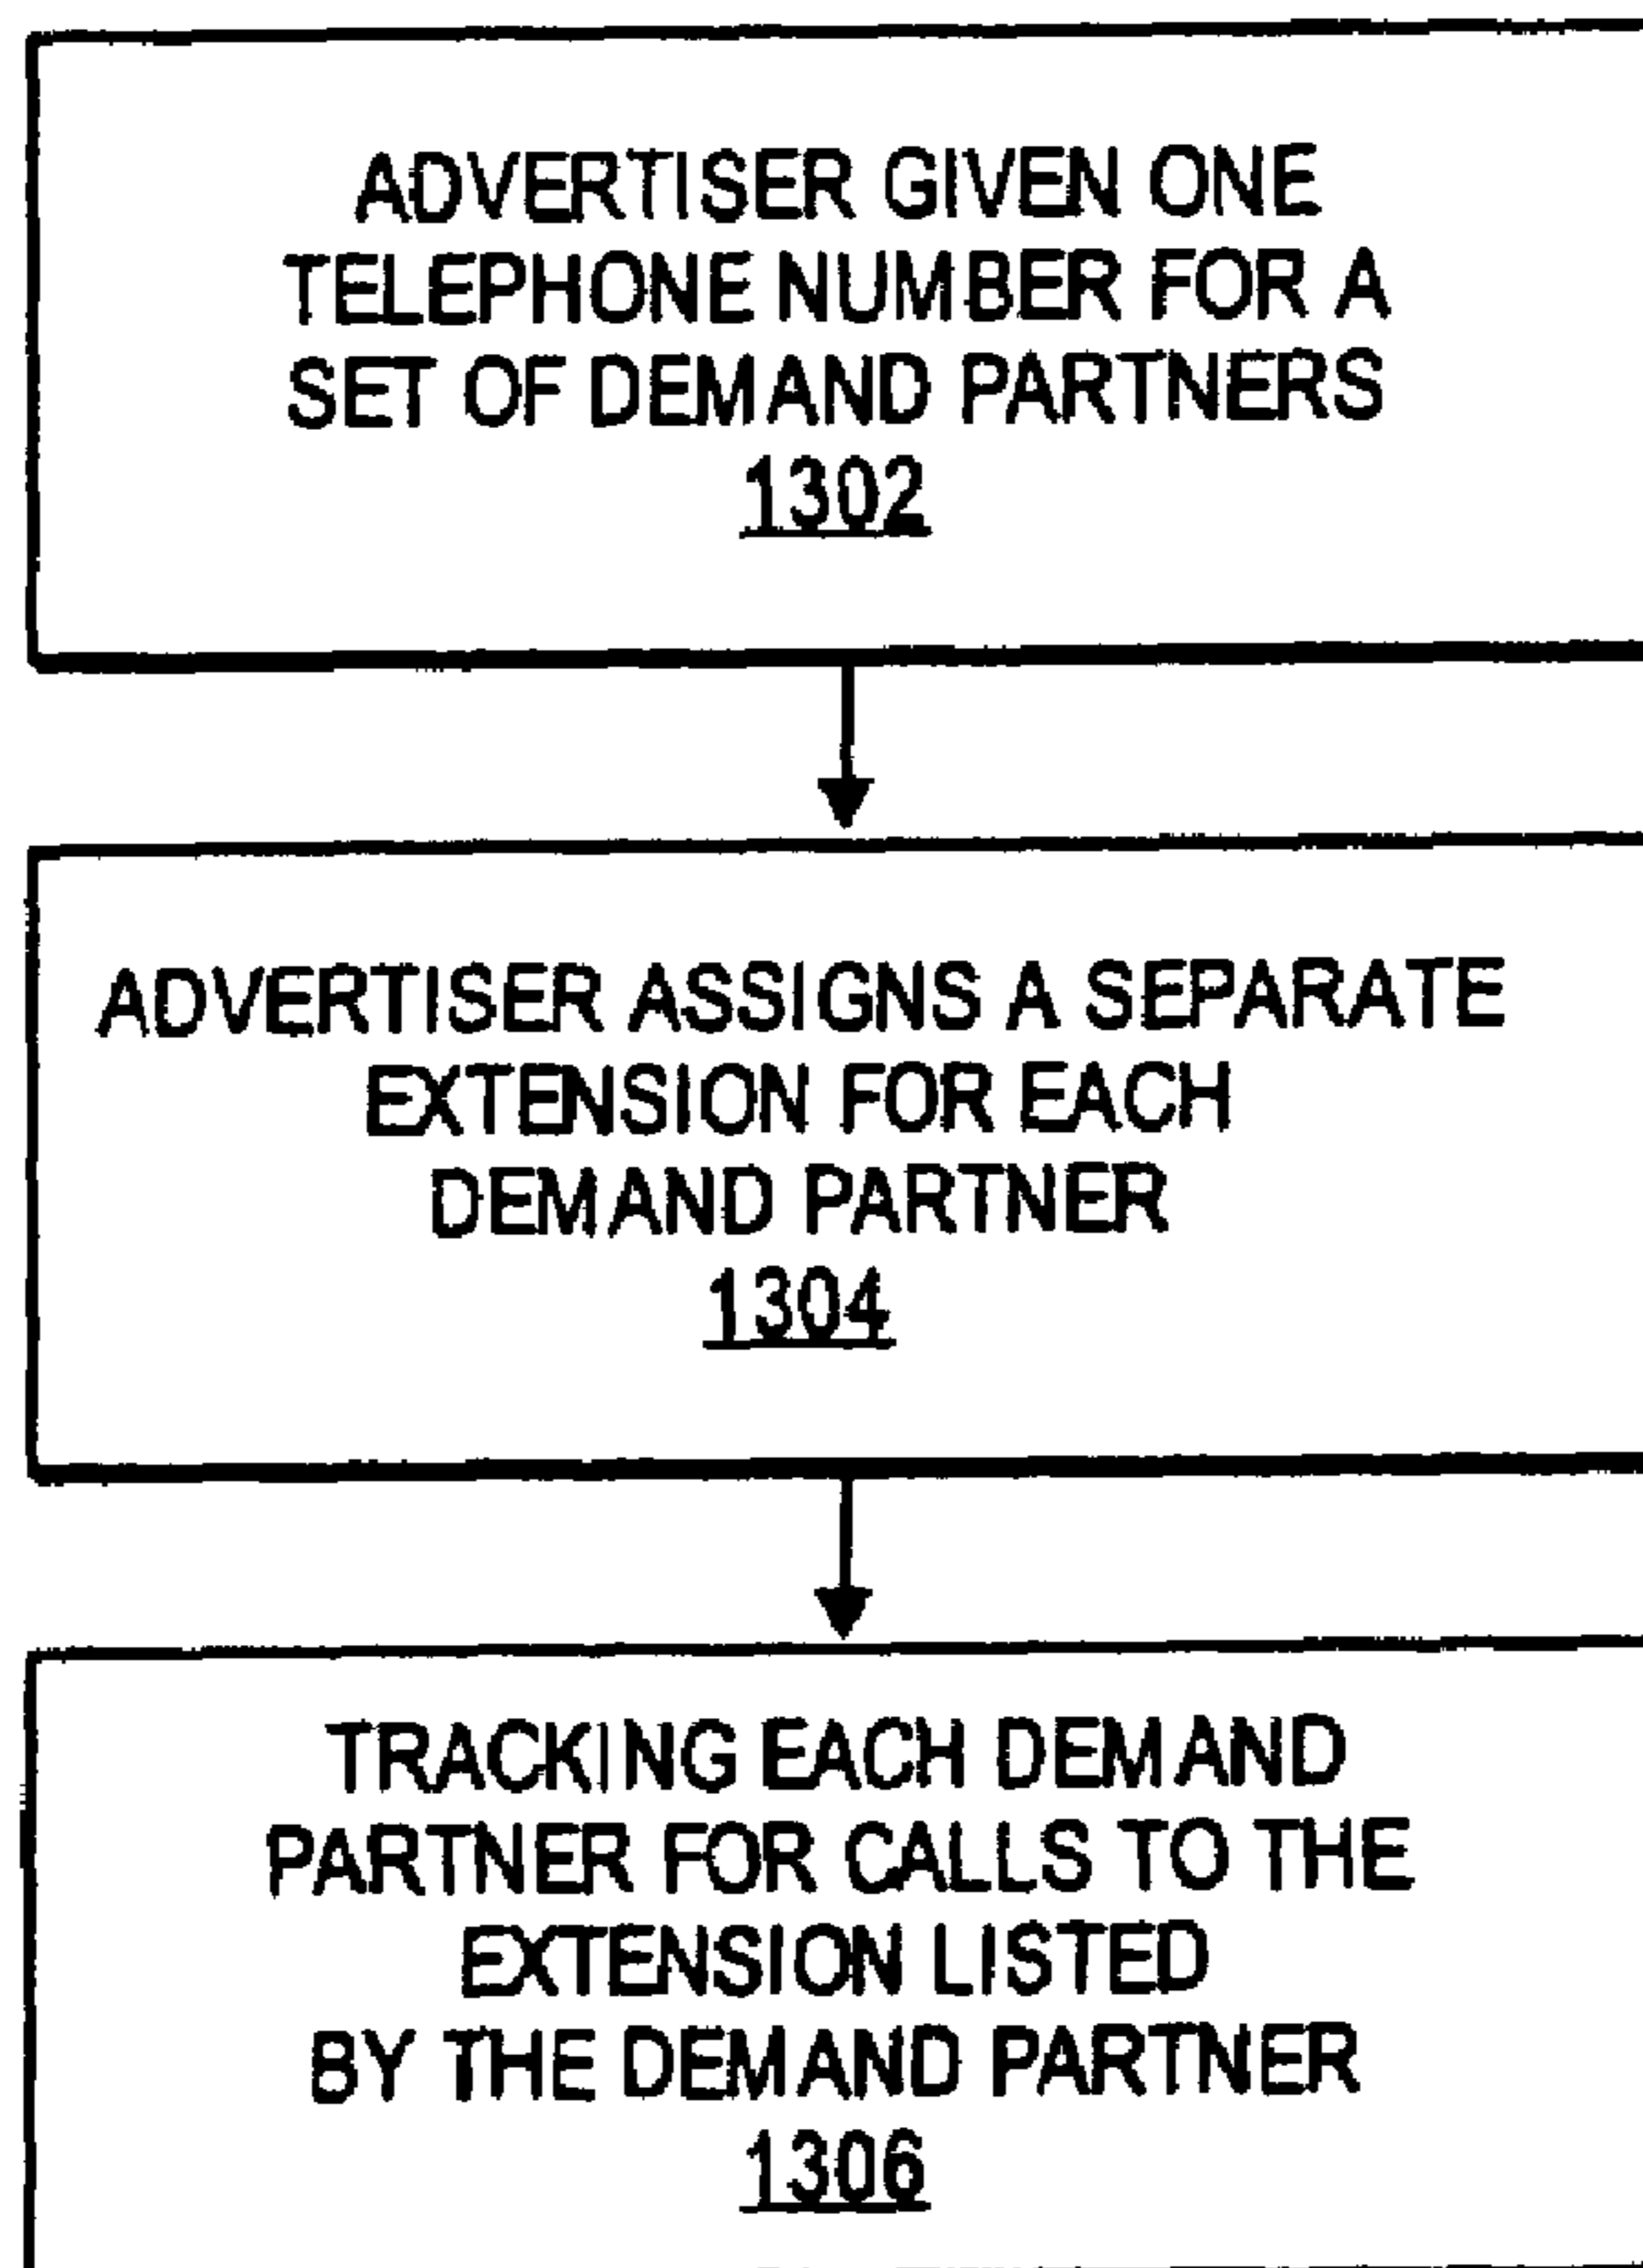 ADVERTISER GIVEN ONE
TELEPHONE NUMBER FOR A
SET OF DEMAND PARTNERS
1302
ADVERTISER ASSIGNS A SEPARATE
EXTENSION FOR EACH
DEMAND PARTNER
1304
TRACKING EACH DEMAND
PARTNER FOR CALLS TO THE
EXTENSION LISTED
BY THE DEMAND PARTNER
1306